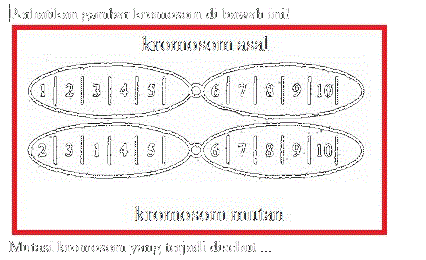 Perhatikan gambar kromosom di bawah ini!
kromosom asal
1 2 3 4 5 6 7 8 9 10
2 3 1 4 5 6 7 8 9 10
kromosom mutan
Mutasi kromosom yang terjadi disebut ...